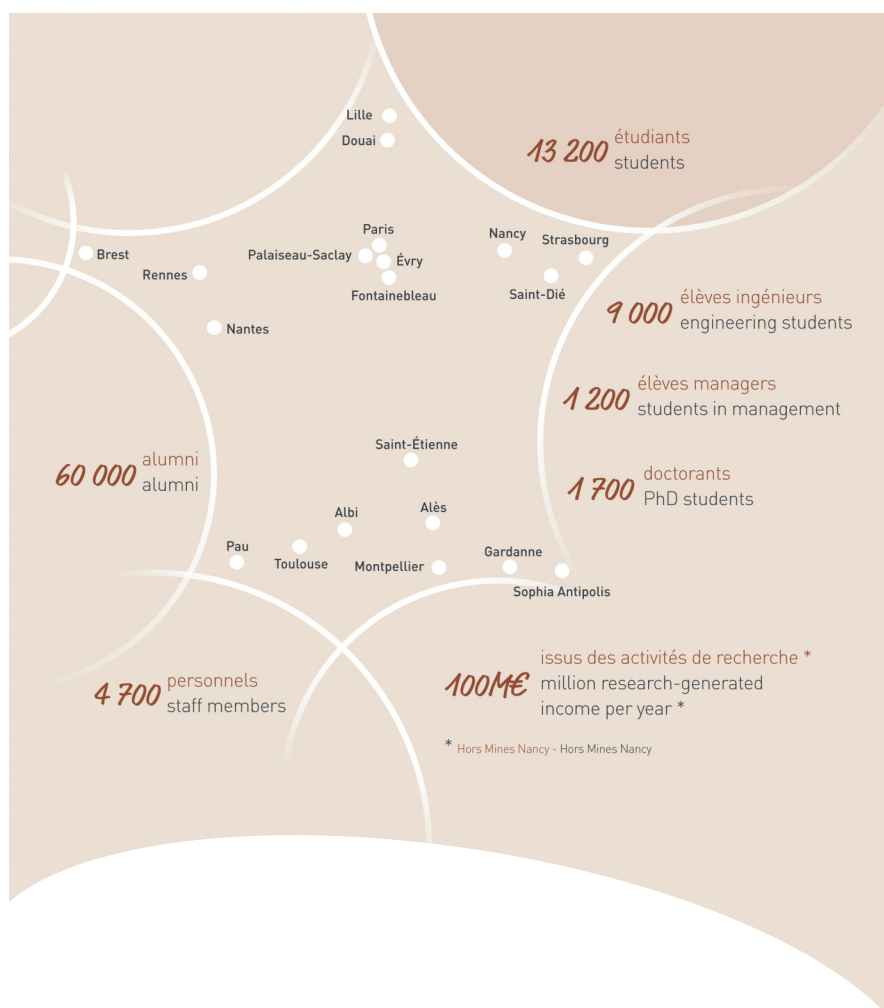 Lille
Douai
13 200 étudiants
students
Paris
Palaiseau-Saclay
Évry
Fontainebleau
Nancy
Strasbourg
Saint-Dié
Brest
Rennes
Nantes
9 000 élèves ingénieurs
engineering students
1 200 élèves managers
students in management
60 000 alumni
alumni
Saint-Étienne
1 700 doctorants
PhD students
Albi
Alès
Pau
Toulouse
Montpellier
Gardanne
Sophia Antipolis
4 700 personnels
staff members
100M€ issus des activités de recherche *
million research-generated
income per year *
* Hors Mines Nancy - Hors Mines Nancy